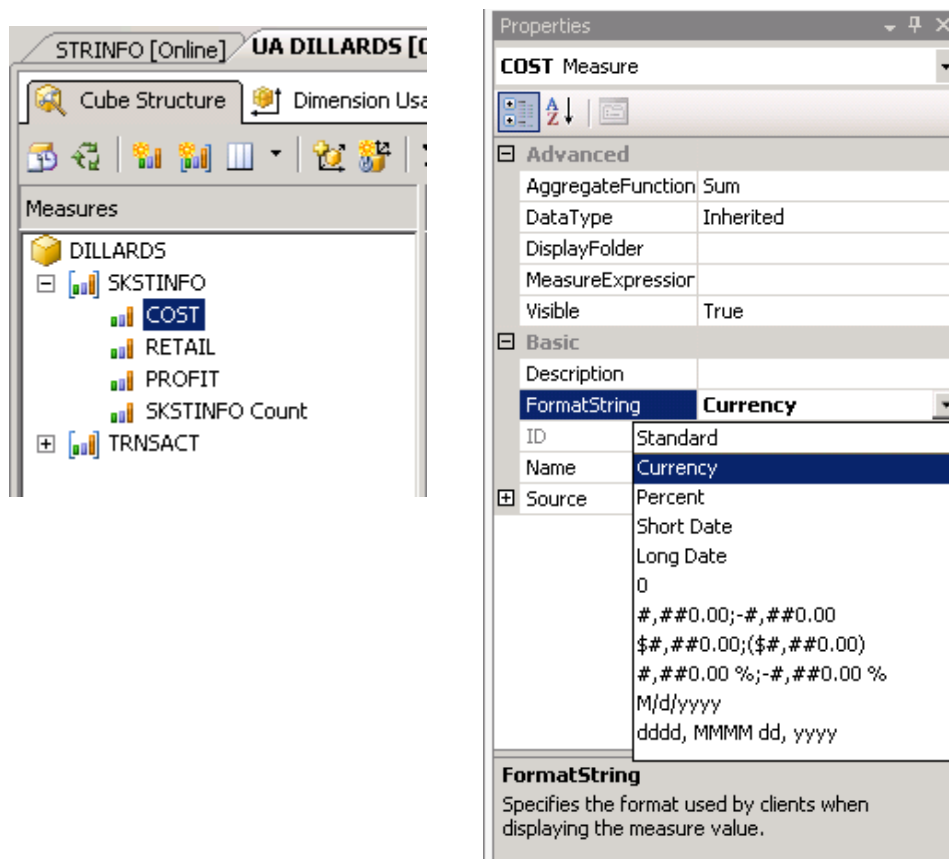 STRINFO [Online] UA DILLARDS [
Cube Structure Dimension Usa
Measures
DILLARDS
SKSTINFO
COST
RETAIL
PROFIT
SKSTINFO Count
TRNSACT
Properties
COST Measure
Advanced
AggregateFunction Sum
DataType Inherited
DisplayFolder
MeasureExpression
Visible True
Basic
Description
FormatString Currency
ID
Name
Source
Standard
Currency
Percent
Short Date
Long Date
0
#,##0.00;-#,##0.00
$#,##0.00;($#,##0.00)
#,##0.00 %;-#,##0.00 %
M/d/yyyy
dddd, MMMM dd, yyyy
FormatString
Specifies the format used by clients when
displaying the measure value.